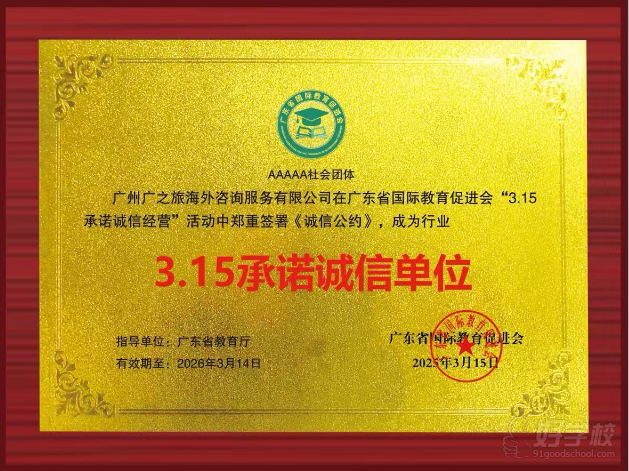 广东省国际教育促进会
AAAAA社会团体
广州广之旅海外咨询服务有限公司在广东省国际教育促进会“3.15
承诺诚信经营”活动中郑重签署《诚信公约》，成为行业
3.15承诺诚信单位
指导单位：广东省教育厅
广东省国际教育促进会
有效期至：2026年3月14日
2025年3月15日
好学校
91goodschool.com